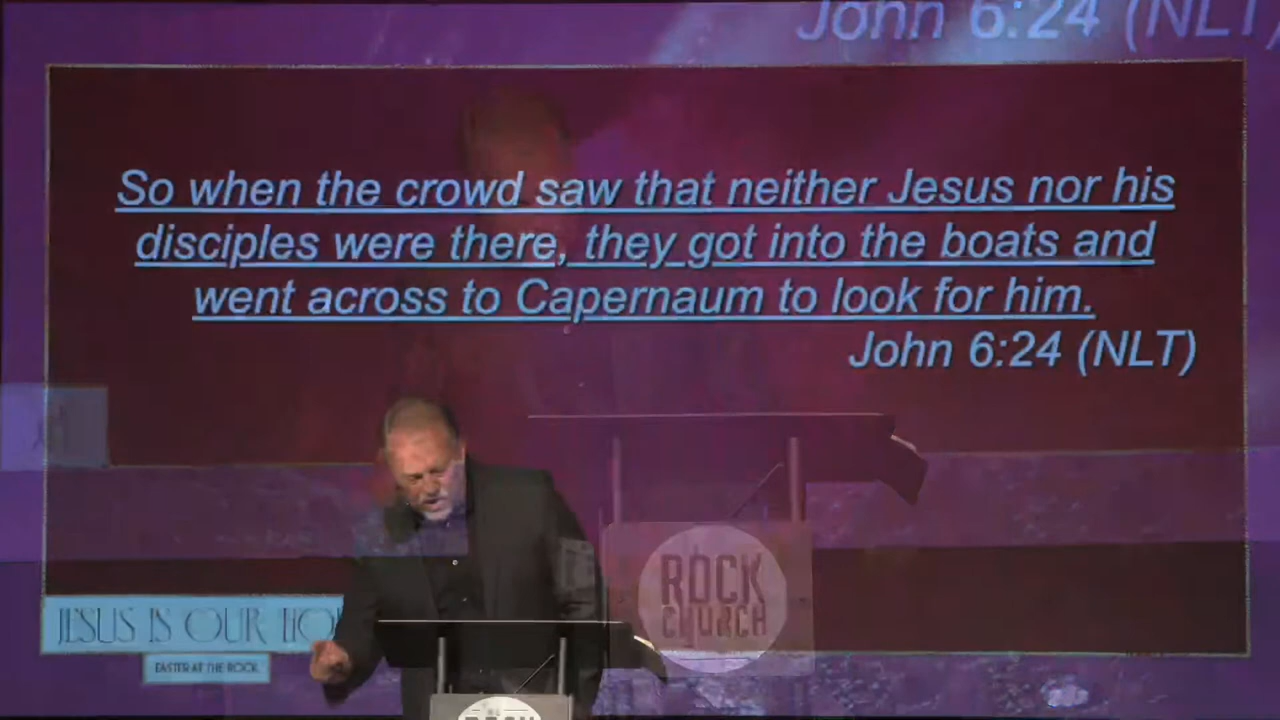 John 6:24 (NLT)
So when the crowd saw that neither Jesus nor his
disciples were there, they got into the boats and
went across to Capernaum to look for him.
John 6:24 (NLT)
ROCK
CHURCH
JESUS IS OUR
EASTER AT THE ROCK
ROCK